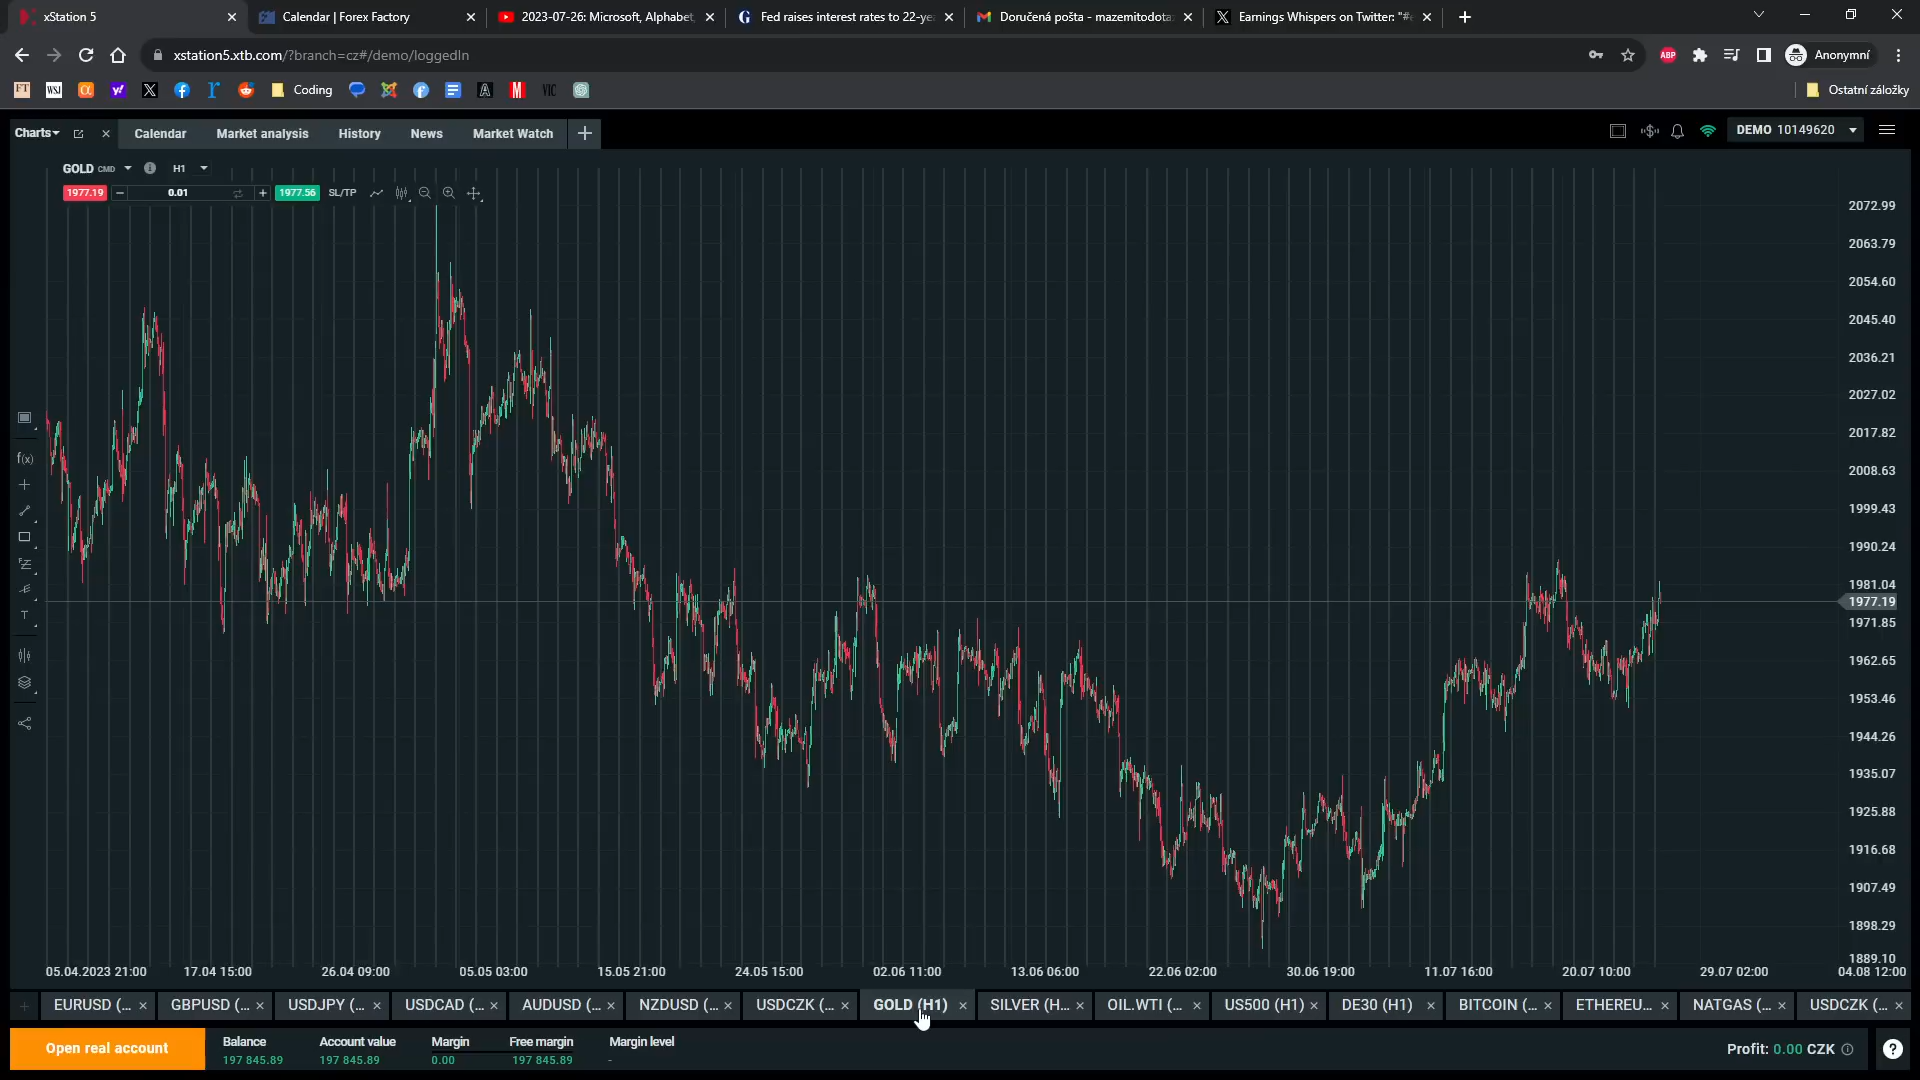 xStation 5
Calendar | Forex Factory
2023-07-26: Microsoft, Alphabet,
Fed raises interest rates to 22-ye
Doručená pošta - mazemitodota
Earnings Whispers on Twitter: "#
xstation5.xtb.com/?branch=cz#/demo/loggedIn
ABP
Anonymní
FT
WSJ
Coding
VIC
Ostatní záložky
Charts
Calendar
Market analysis
History
News
Market Watch
DEMO 10149620
GOLD CMD
H1
1977.19
0.01
1977.56
SL/TP
2072.99
2063.79
2054.60
2045.40
2036.21
2027.02
2017.82
2008.63
1999.43
1990.24
1981.04
1977.19
1971.85
1962.65
1953.46
1944.26
1935.07
1925.88
1916.68
1907.49
1898.29
1889.10
f(x)
T
05.04.2023 21:00
17.04 15:00
26.04 09:00
05.05 03:00
15.05 21:00
24.05 15:00
02.06 11:00
13.06 06:00
22.06 02:00
30.06 19:00
11.07 16:00
20.07 10:00
29.07 02:00
04.08 12:00
EURUSD (...
GBPUSD (...
USDJPY (...
USDCAD (...
AUDUSD (...
NZDUSD (...
USDCZK (...
GOLD (H1)
SILVER (H...
OIL.WTI (...
US500 (H1)
DE30 (H1)
BITCOIN (...
ETHEREU...
NATGAS (...
USDCZK (...
Open real account
Balance
197 845.89
Account value
197 845.89
Margin
0.00
Free margin
197 845.89
Margin level
-
Profit: 0.00 CZK
?